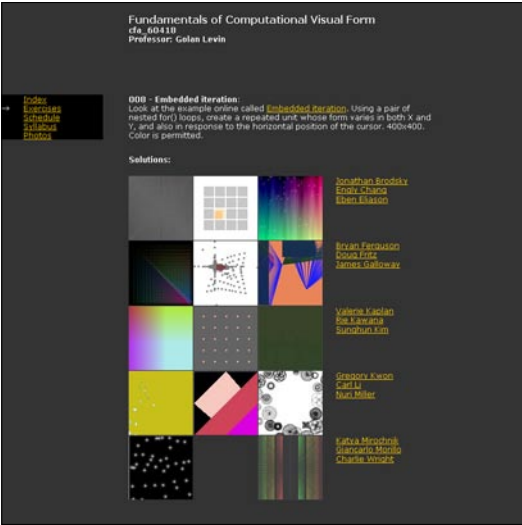 Fundamentals of Computational Visual Form
cfa_60418
Professor: Golan Levin
Index
→ Exercises
Schedule
Syllabus
Photos
008 - Embedded iteration:
Look at the example online called Embedded iteration. Using a pair of
nested for() loops, create a repeated unit whose form varies in both X and
Y, and also in response to the horizontal position of the cursor. 400x400.
Color is permitted.
Solutions:
Jonathan Brodsky
Engly Chang
Eben Eliason
Bryan Ferguson
Doug Fritz
James Galloway
Valerie Kaplan
Rie Kawana
Sunghun Kim
Gregory Kwon
Carl Li
Nuri Miller
Katya Mirochnik
Giancarlo Morillo
Charlie Wright